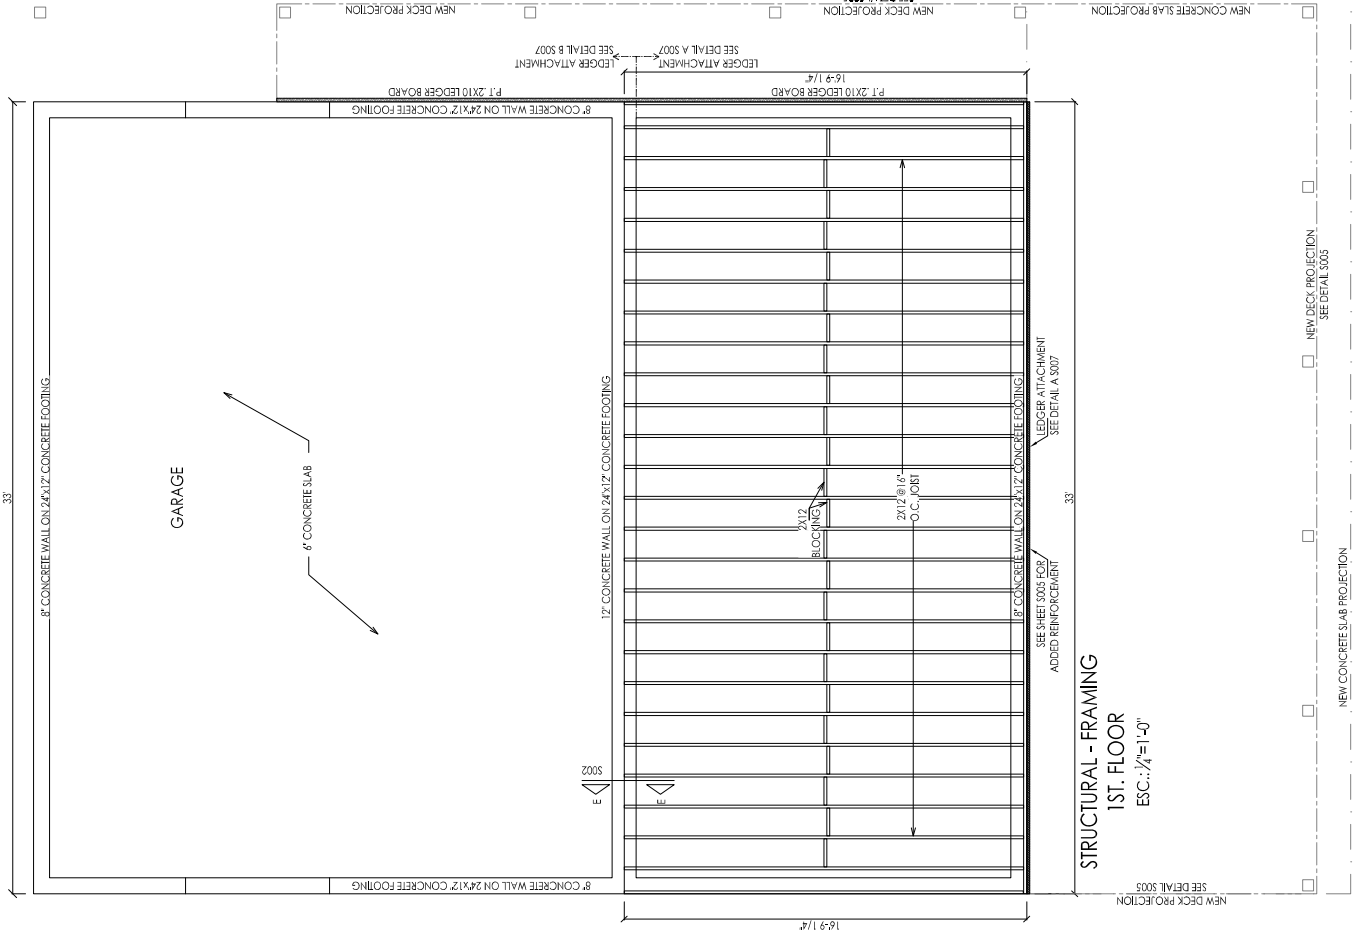 NEW DECK PROJECTION
NEW DECK PROJECTION
NEW CONCRETE SLAB PROJECTION
LEDGER ATTACHMENT
SEE DETAIL B S007
LEDGER ATTACHMENT
SEE DETAIL A S007
16'-9 1/4"
P.T. 2X10 LEDGER BOARD
P.T. 2X10 LEDGER BOARD
8" CONCRETE WALL ON 24"x12" CONCRETE FOOTING
33'
8" CONCRETE WALL ON 24"x12" CONCRETE FOOTING
GARAGE
6" CONCRETE SLAB
12" CONCRETE WALL ON 24"x12" CONCRETE FOOTING
2X12
BLOCKING
2X12 @16"
O.C. JOIST
8" CONCRETE WALL ON 24"x12" CONCRETE FOOTING
LEDGER ATTACHMENT
SEE DETAIL A S007
SEE SHEET S005 FOR
ADDED REINFORCEMENT
33'
NEW DECK PROJECTION
SEE DETAIL S005
NEW CONCRETE SLAB PROJECTION
S002
E
E
STRUCTURAL - FRAMING
1ST. FLOOR
ESC.:1/4"=1'-0"
8" CONCRETE WALL ON 24"x12" CONCRETE FOOTING
NEW DECK PROJECTION
SEE DETAIL S005
16'-9 1/4"